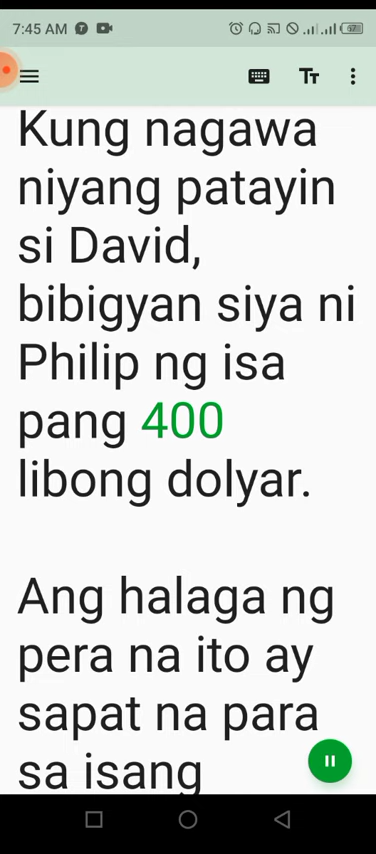 7:45 AM
Kung nagawa
niyang patayin
si David,
bibigyan siya ni
Philip ng isa
pang 400
libong dolyar.
Ang halaga ng
pera na ito ay
sapat na para
sa isang